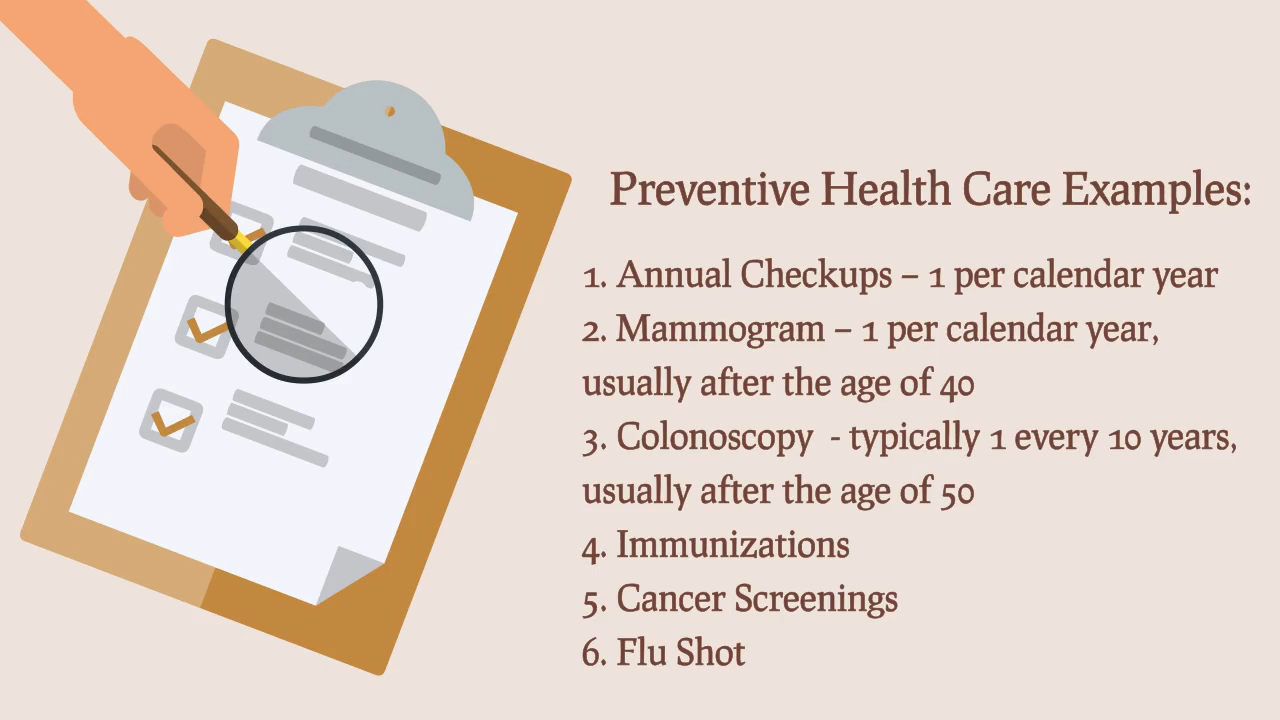 Preventive Health Care Examples:
1. Annual Checkups – 1 per calendar year
2. Mammogram – 1 per calendar year,
usually after the age of 40
3. Colonoscopy  - typically 1 every 10 years,
usually after the age of 50
4. Immunizations
5. Cancer Screenings
6. Flu Shot